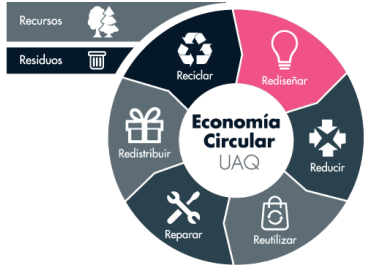 Recursos
Residuos
Reciclar
Rediseñar
Reducir
Reutilizar
Reparar
Redistribuir
Economía
Circular
UAQ